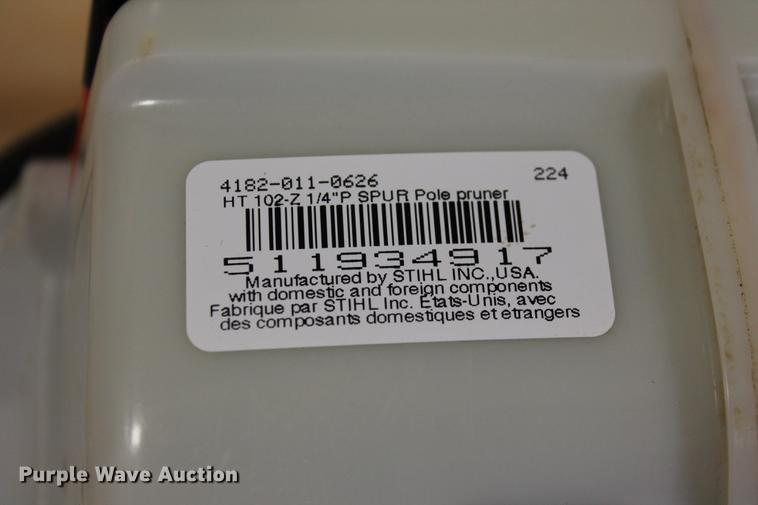 4182-011-0626 224
HT 102-Z 1/4"P SPUR Pole pruner
511934917
Manufactured by STIHL INC.,USA.
with domestic and foreign components
Fabrique par STIHL Inc. Etats-Unis, avec
des composants domestiques et etrangers
Purple Wave Auction